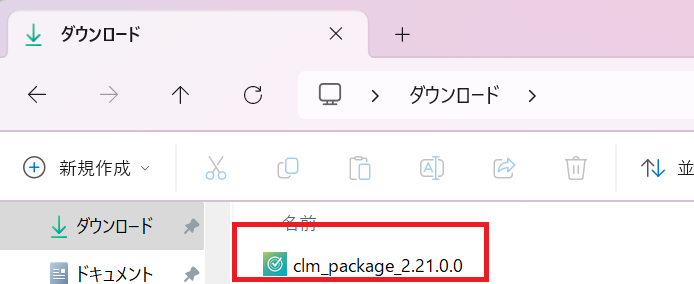 ダウンロード
ダウンロード
新規作成
並
ダウンロード
名前
ドキュメント
clm_package_2.21.0.0